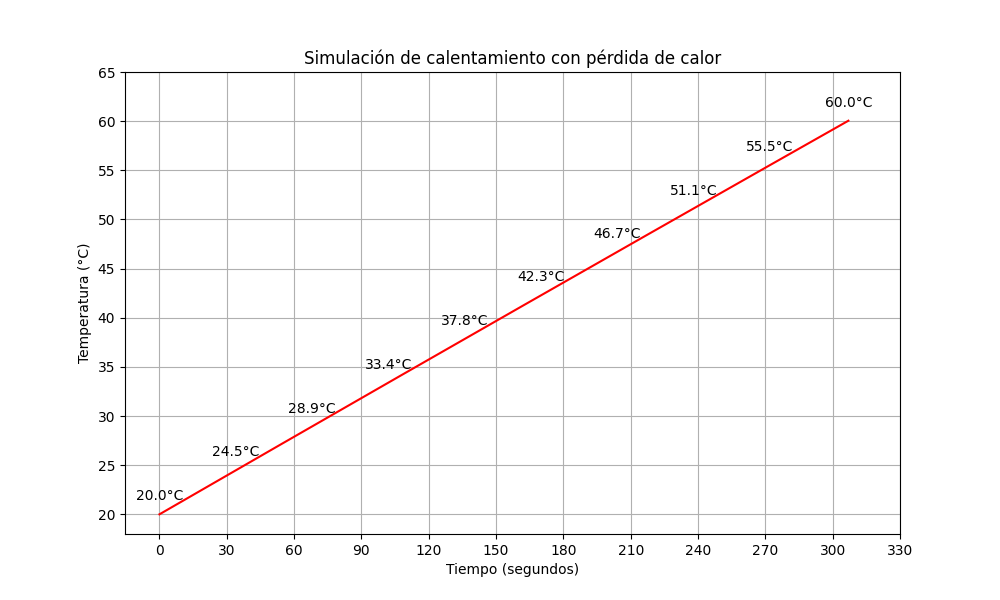 Simulación de calentamiento con pérdida de calor
Temperatura (°C)
65
60
55
50
45
40
35
30
25
20
20.0°C
24.5°C
28.9°C
33.4°C
37.8°C
42.3°C
46.7°C
51.1°C
55.5°C
60.0°C
0 30 60 90 120 150 180 210 240 270 300 330
Tiempo (segundos)